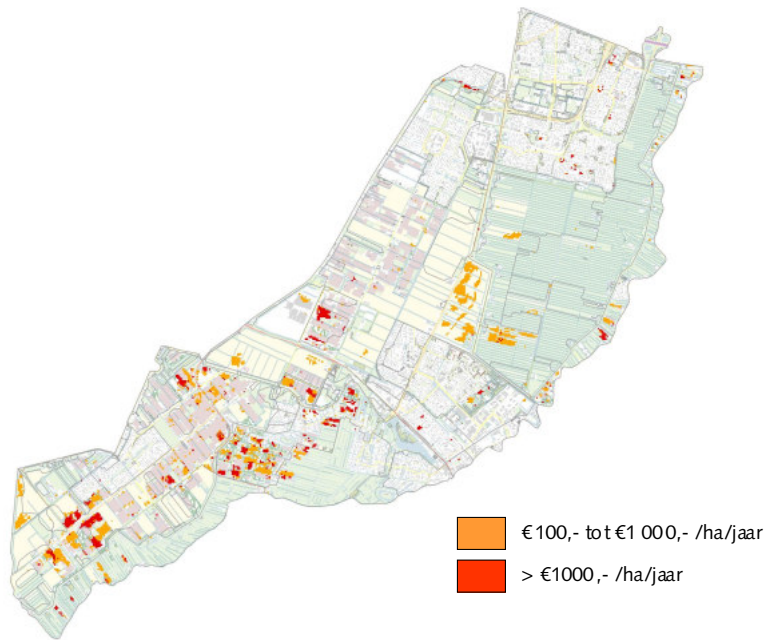 €100,- tot €1 000,- /ha/jaar
> €1000,- /ha/jaar